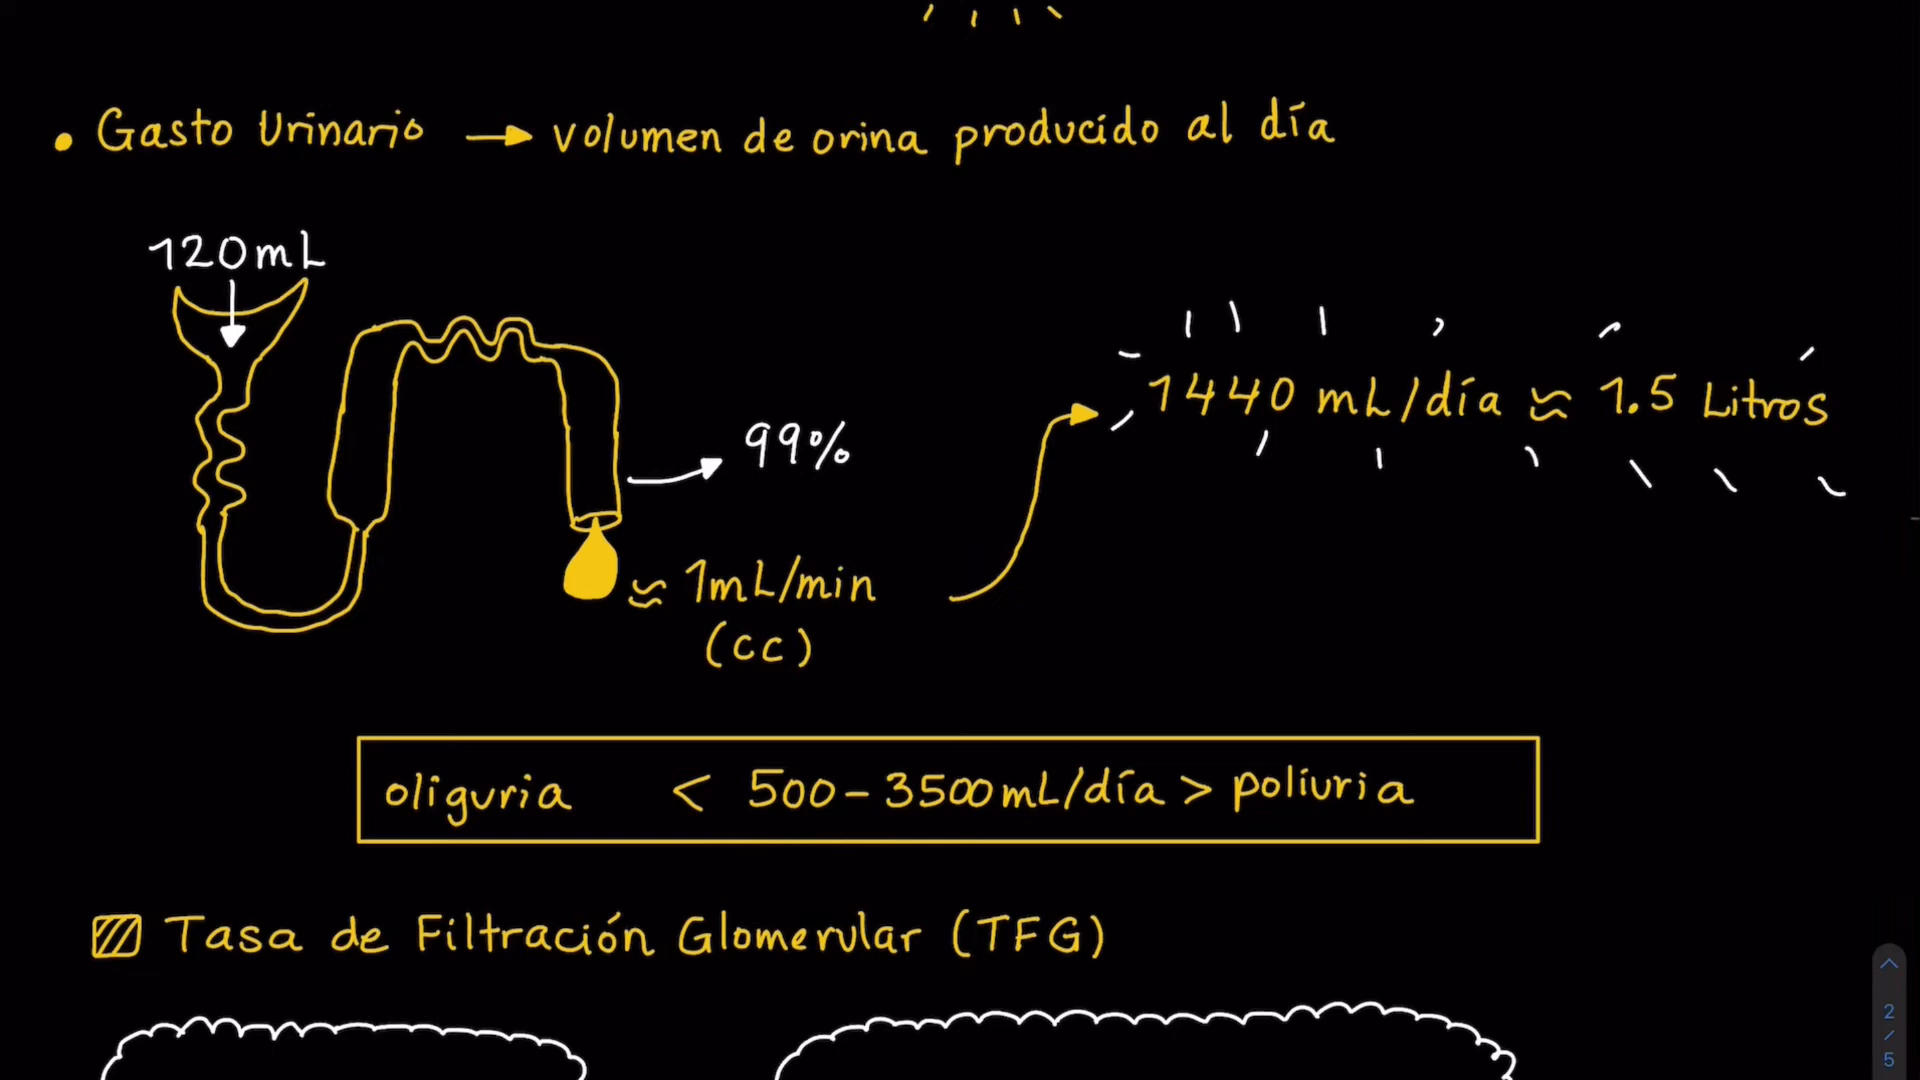 • Gasto Urinario → volumen de orina producido al día
120mL
99%
1440 mL/día ≈ 1.5 Litros
≈ 1mL/min
(cc)
oliguria < 500-3500mL/día > poliuria
Tasa de Filtración Glomerular (TFG)
2
/
5